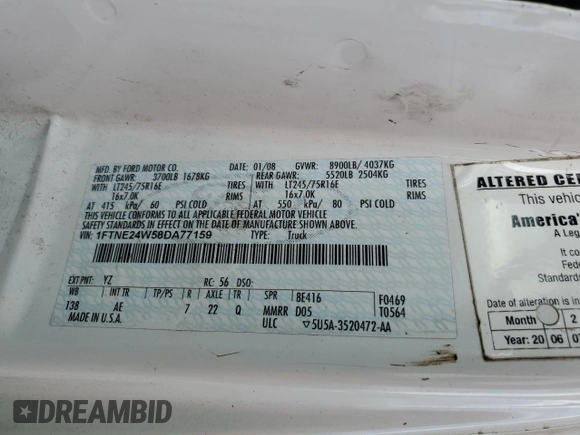 MFD. BY FORD MOTOR CO. DATE: 01/08 GVWR: 8900LB/ 4037KG
FRONT GAWR: 3700LB 1678KG REAR GAWR: 5520LB 2504KG
WITH LT245/75R16E TIRES WITH LT245/75R16E TIRES
16x7.0K RIMS 16x7.0K RIMS
AT 415 kPa/ 60 PSI COLD AT 550 kPa/ 80 PSI COLD
THIS VEHICLE CONFORMS TO ALL APPLICABLE FEDERAL MOTOR VEHICLE
SAFETY STANDARDS IN EFFECT ON THE DATE OF MANUFACTURE SHOWN ABOVE.
VIN: 1FTNE24W58DA77159 TYPE: Truck
EXT PNT: YZ RC: 56 DSO:
WB INT TR TP/PS R AXLE TR SPR 8E416 F0469
138 AE 7 22 Q MMRR D05 T0564
MADE IN U.S.A. ULC ▽5U5A-3520472-AA
ALTERED CER
This vehic
America'
A Leg
Feder
Standards
Date of alteration is in
Month 2
Year: 20 06 0
DREAMBID